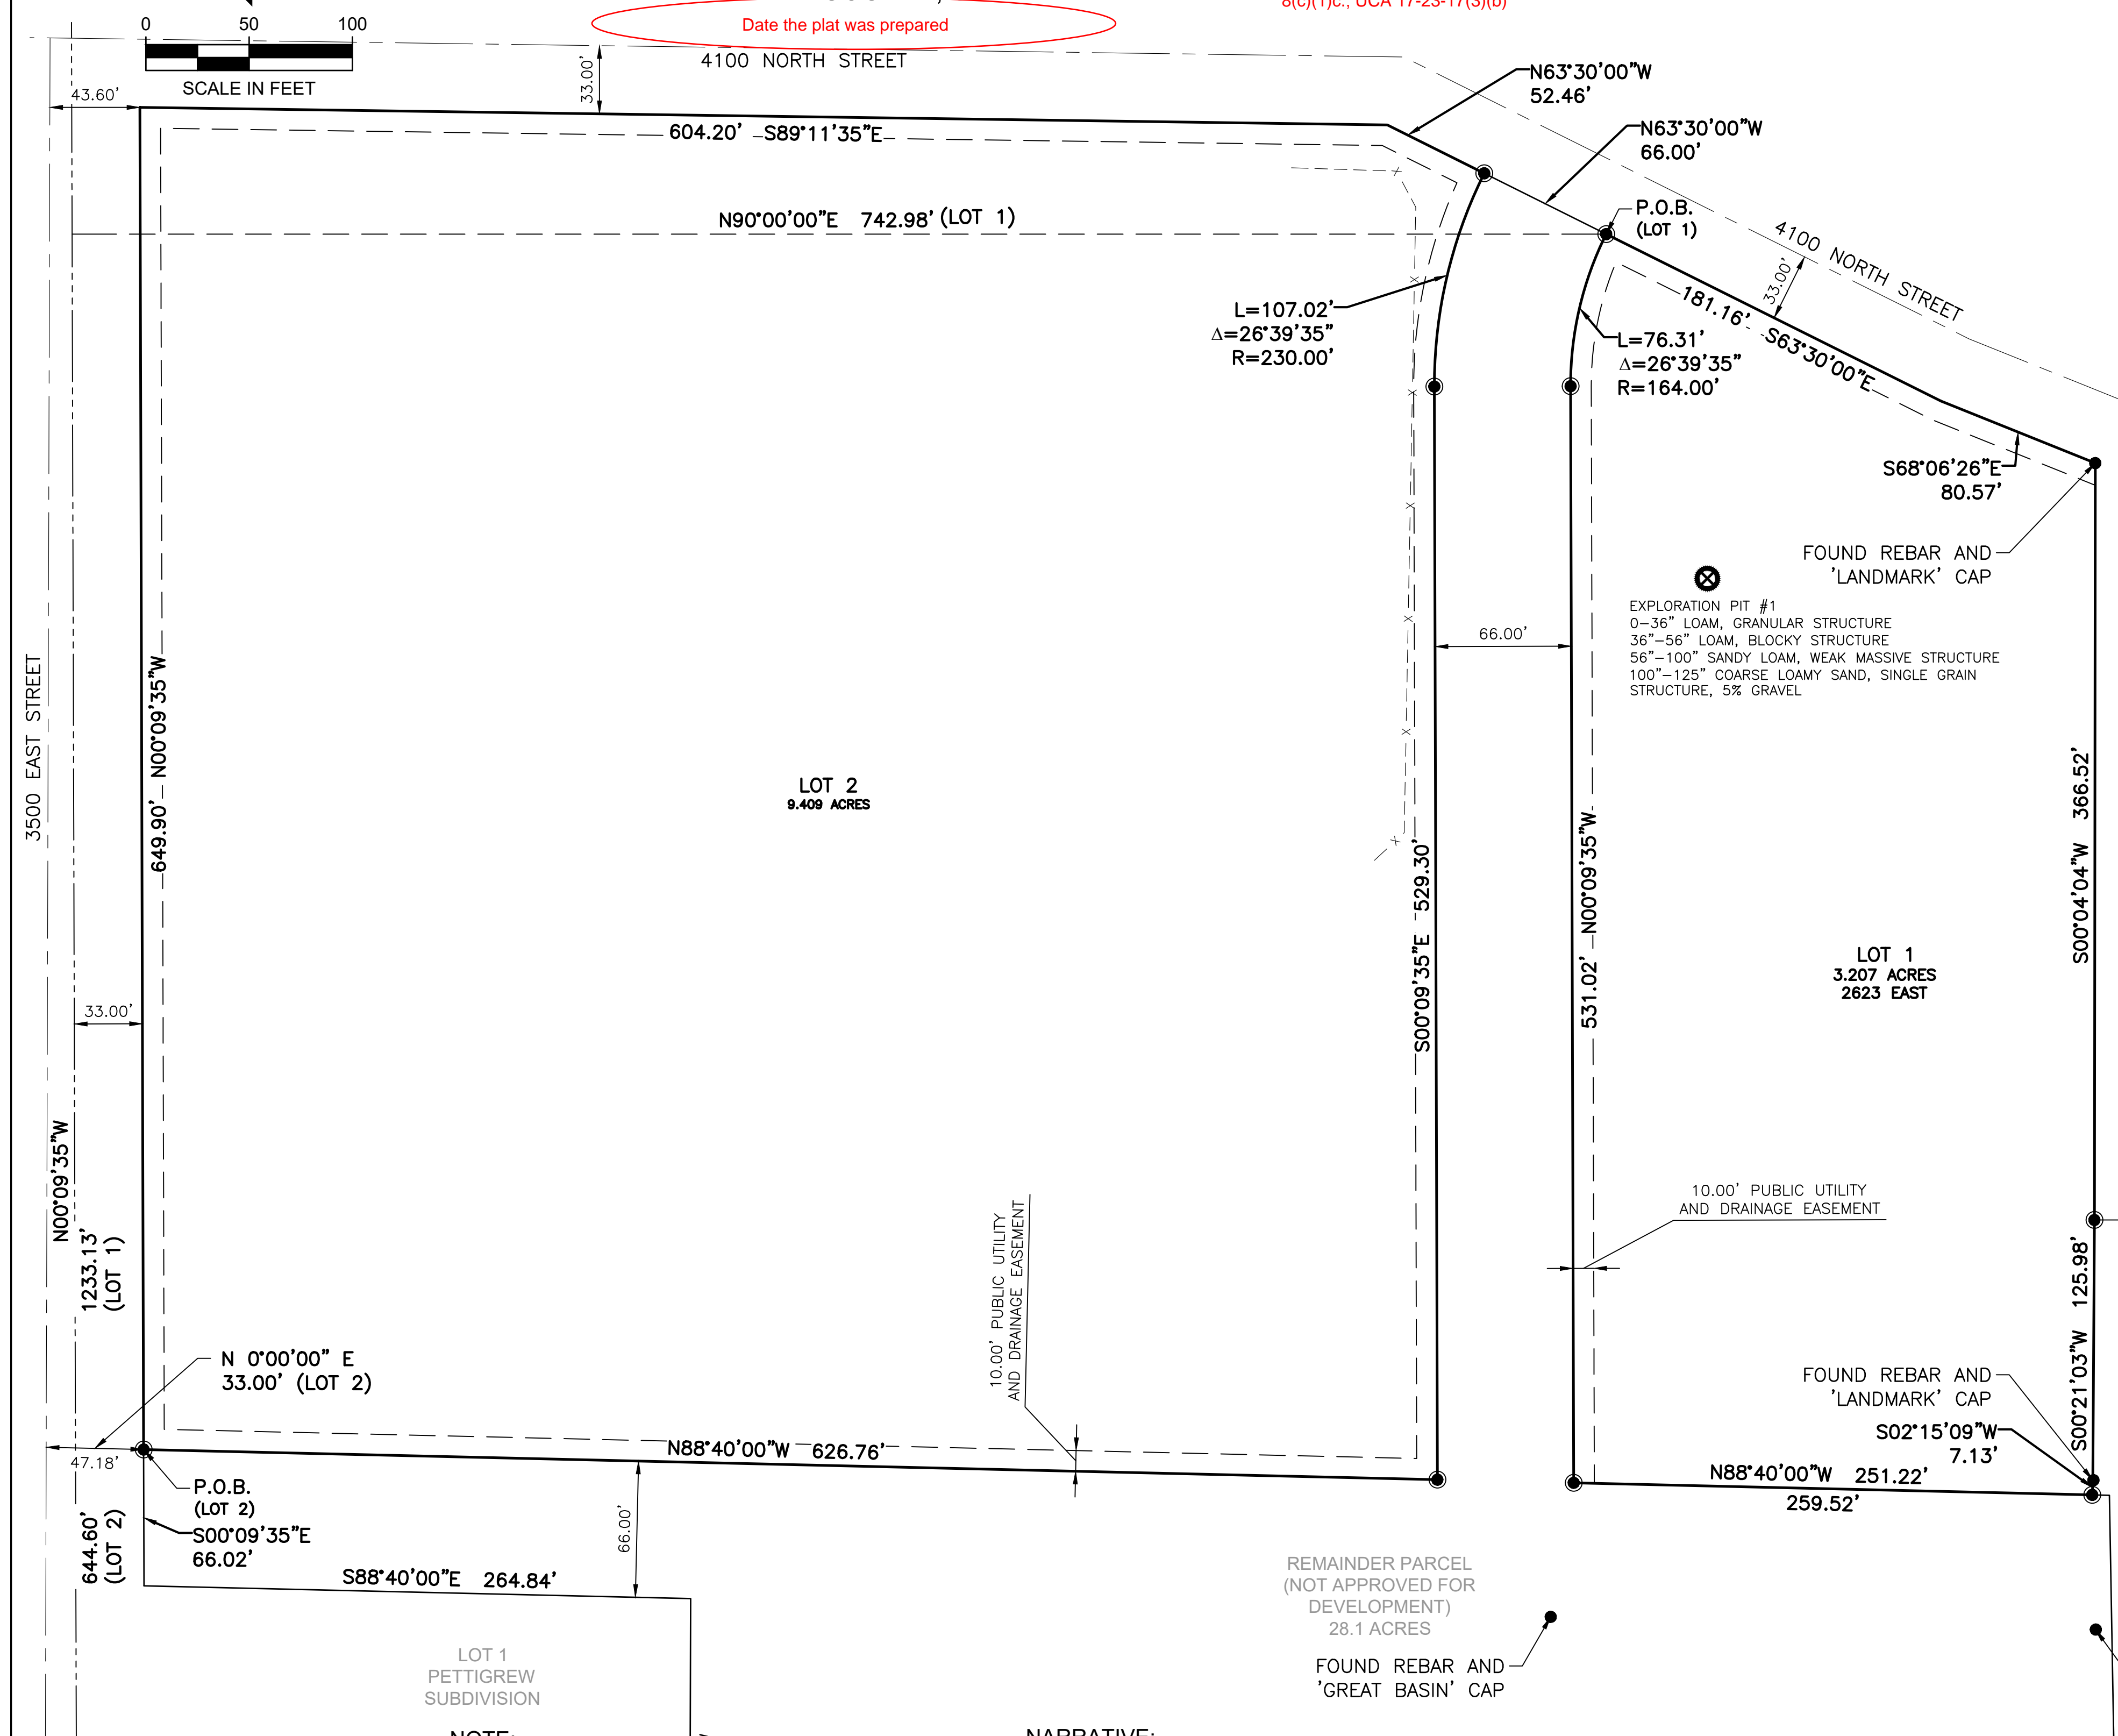 8(c)(1)c., UCA 17-23-17(3)(b)
Date the plat was prepared
0 50 100
SCALE IN FEET
4100 NORTH STREET
33.00'
43.60'
604.20' S89°11'35"E
N63°30'00"W
52.46'
N63°30'00"W
66.00'
N90°00'00"E 742.98' (LOT 1)
P.O.B.
(LOT 1)
4100 NORTH STREET
33.00'
181.16' S63°30'00"E
L=107.02'
Δ=26°39'35"
R=230.00'
L=76.31'
Δ=26°39'35"
R=164.00'
S68°06'26"E
80.57'
FOUND REBAR AND
'LANDMARK' CAP
EXPLORATION PIT #1
0-36" LOAM, GRANULAR STRUCTURE
36"-56" LOAM, BLOCKY STRUCTURE
56"-100" SANDY LOAM, WEAK MASSIVE STRUCTURE
100"-125" COARSE LOAMY SAND, SINGLE GRAIN
STRUCTURE, 5% GRAVEL
66.00'
3500 EAST STREET
649.90' N00°09'35"W
LOT 2
9.409 ACRES
S00°09'35"E 529.30'
531.02' N00°09'35"W
S00°04'04"W 366.52'
LOT 1
3.207 ACRES
2623 EAST
33.00'
N00°09'35"W
1233.13'
(LOT 1)
10.00' PUBLIC UTILITY
AND DRAINAGE EASEMENT
10.00' PUBLIC UTILITY
AND DRAINAGE EASEMENT
S00°21'03"W 125.98'
N 0°00'00" E
33.00' (LOT 2)
FOUND REBAR AND
'LANDMARK' CAP
S02°15'09"W
7.13'
N88°40'00"W 626.76'
N88°40'00"W 251.22'
259.52'
47.18'
P.O.B.
(LOT 2)
S00°09'35"E
66.02'
644.60'
(LOT 2)
66.00'
S88°40'00"E 264.84'
REMAINDER PARCEL
(NOT APPROVED FOR
DEVELOPMENT)
28.1 ACRES
LOT 1
PETTIGREW
SUBDIVISION
FOUND REBAR AND
'GREAT BASIN' CAP
NOTE:
NARRATIVE: